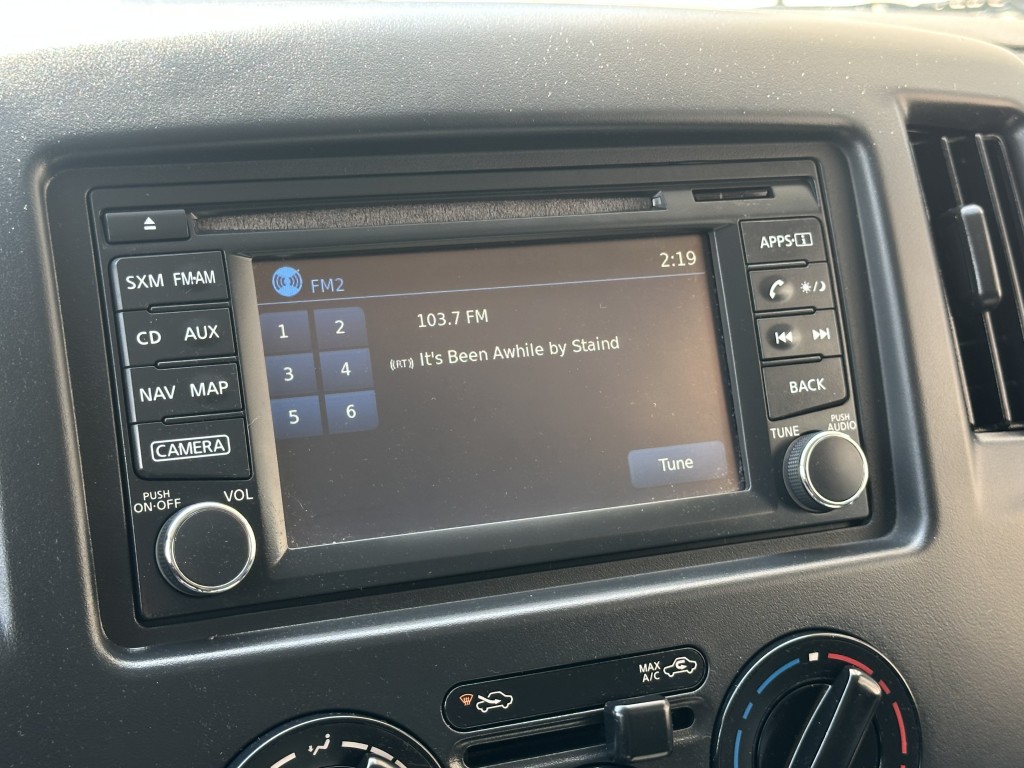 APPS·i
SXM FM·AM
2:19
FM2
CD AUX
1 2
103.7 FM
((RT)) It's Been Awhile by Staind
3 4
NAV MAP
BACK
5 6
CAMERA
Tune
TUNE
PUSH
AUDIO
PUSH
ON·OFF
VOL
MAX
A/C